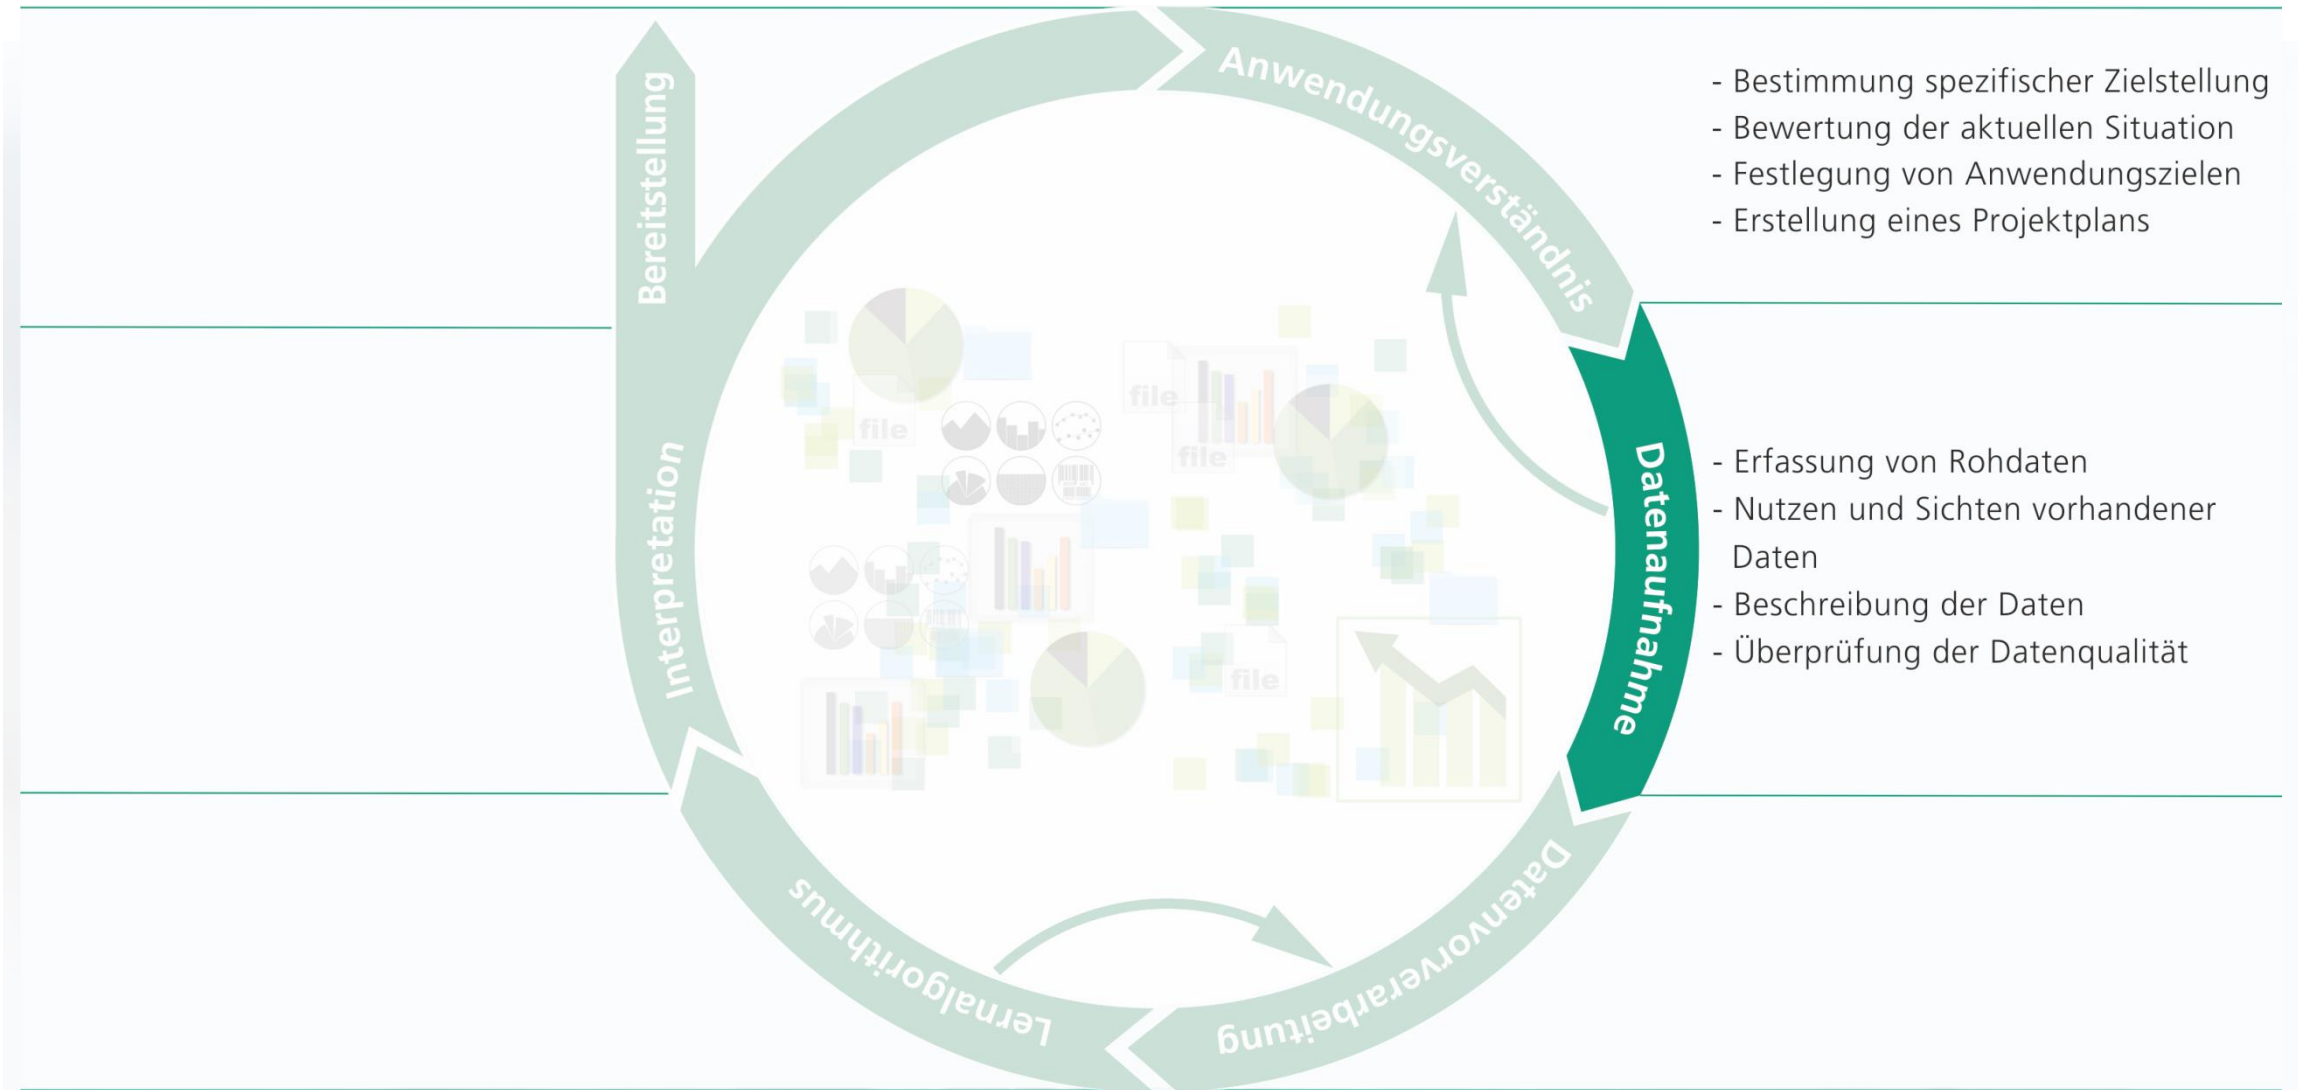 Anwendungsverständnis
- Bestimmung spezifischer Zielstellung
- Bewertung der aktuellen Situation
- Festlegung von Anwendungszielen
- Erstellung eines Projektplans
Datenaufnahme
- Erfassung von Rohdaten
- Nutzen und Sichten vorhandener
Daten
- Beschreibung der Daten
- Überprüfung der Datenqualität
Datenvorverarbeitung
Lernalgorithmus
Interpretation
Bereitstellung
file
file
file
file